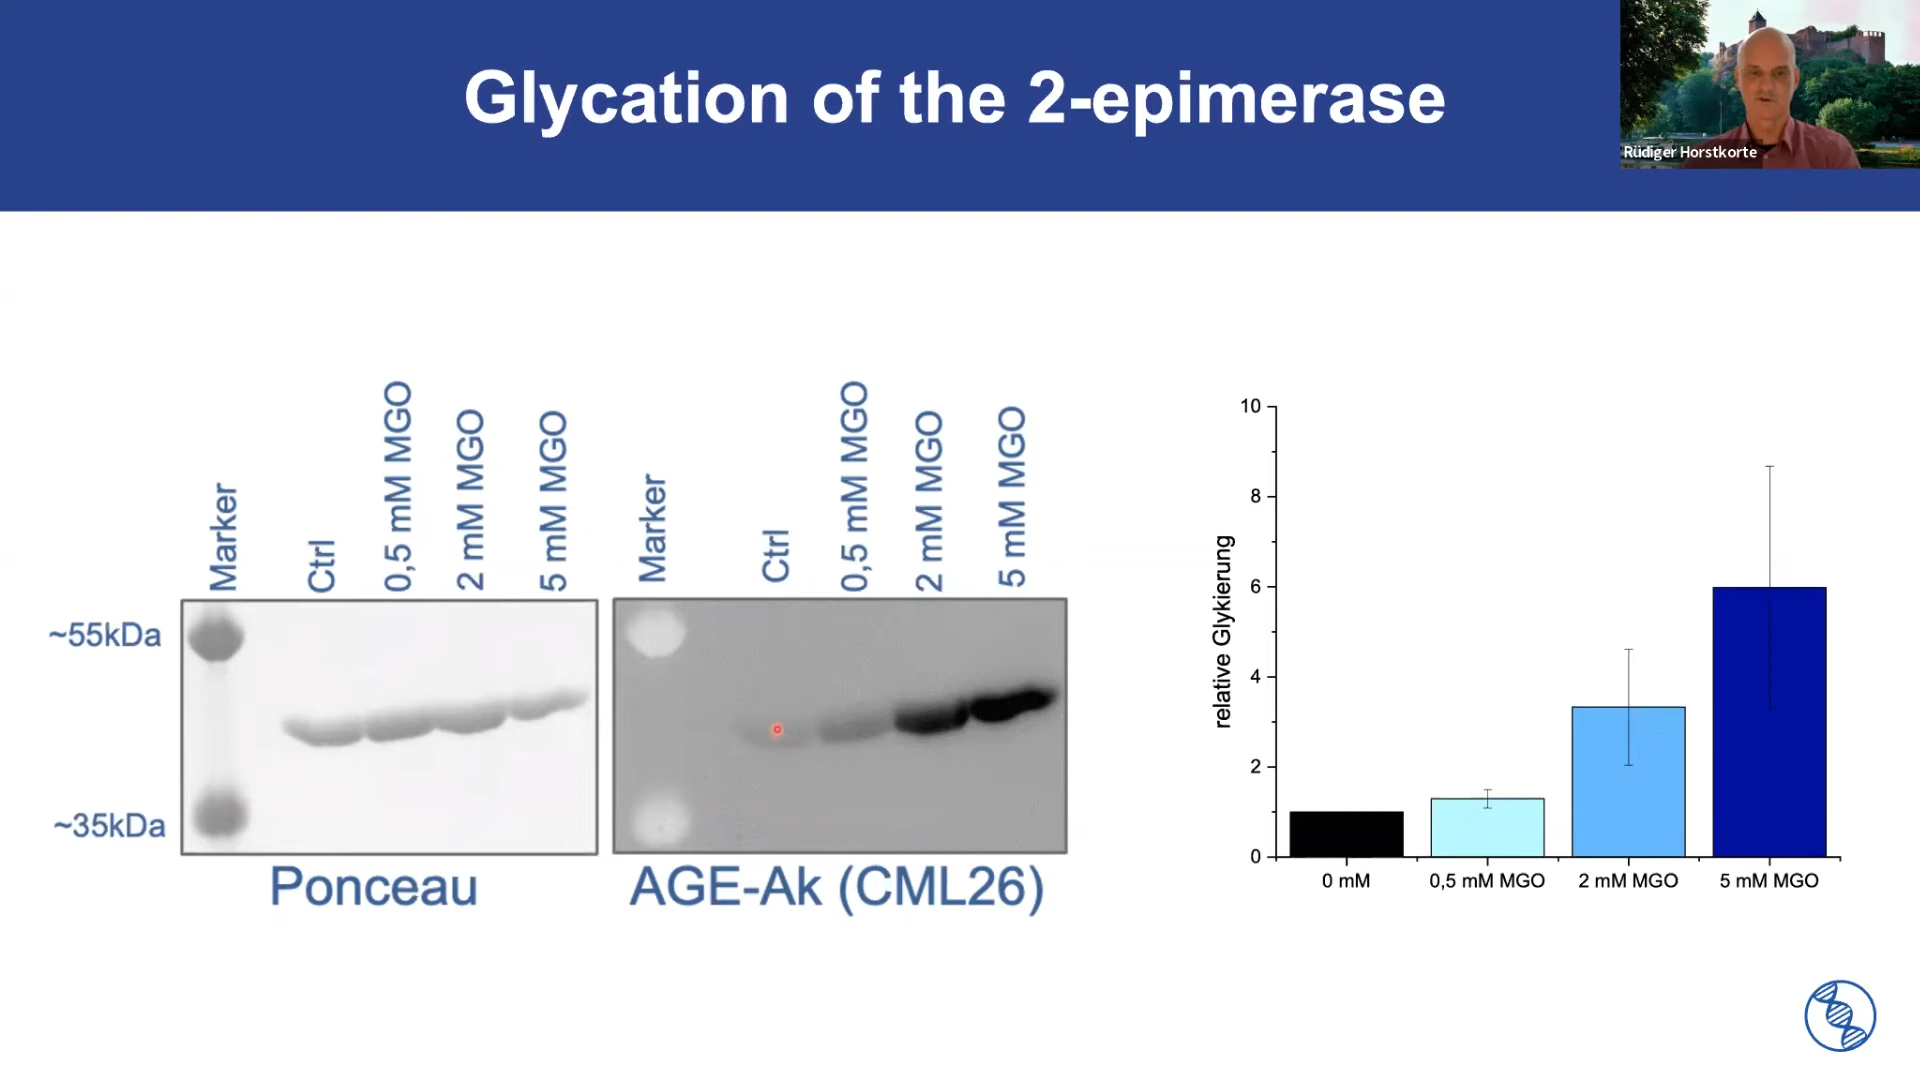 Glycation of the 2-epimerase
Rüdiger Horstkorte
Marker
Ctrl
0,5 mM MGO
2 mM MGO
5 mM MGO
Marker
Ctrl
0,5 mM MGO
2 mM MGO
5 mM MGO
~55kDa
~35kDa
Ponceau
AGE-Ak (CML26)
relative Glykierung
10
8
6
4
2
0
0 mM
0,5 mM MGO
2 mM MGO
5 mM MGO